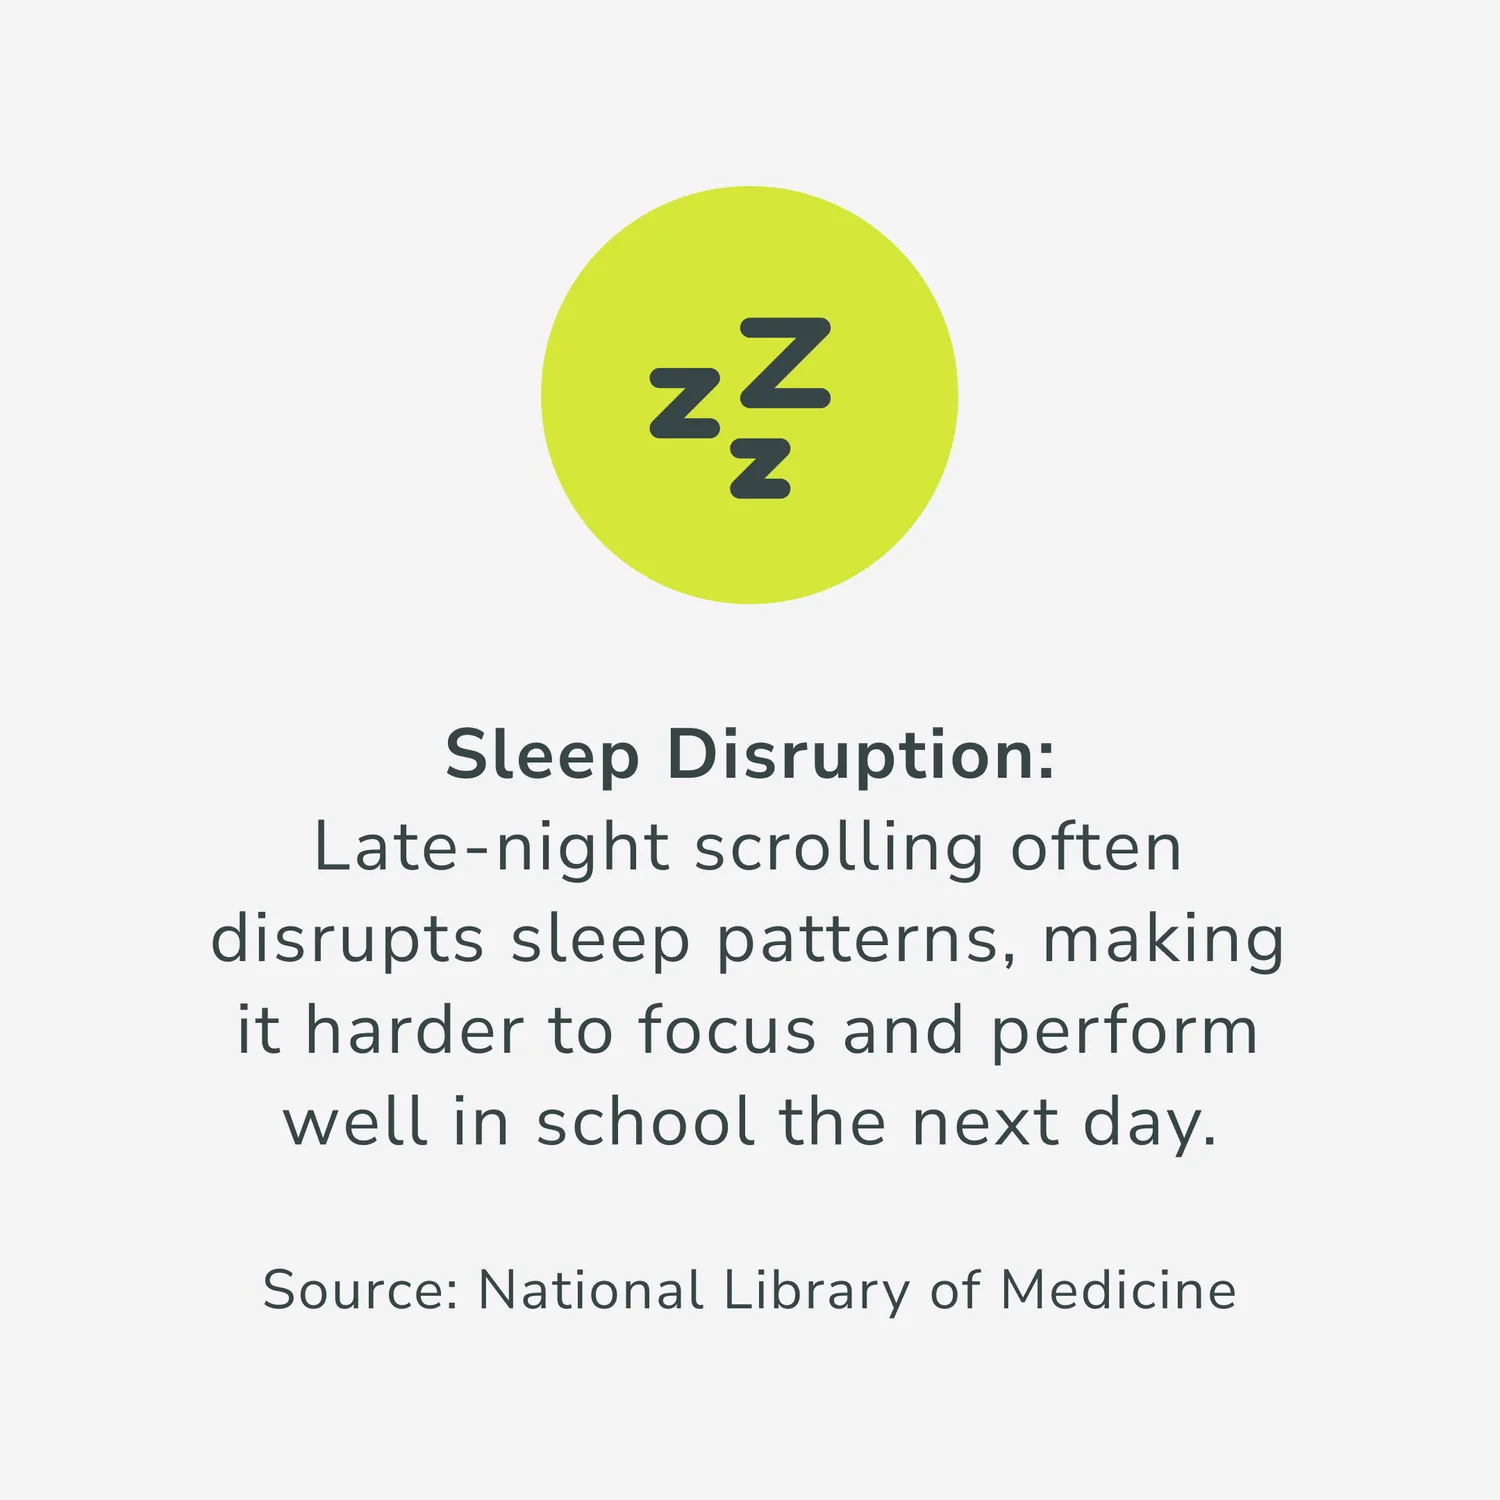 zZz
Sleep Disruption:
Late-night scrolling often
disrupts sleep patterns, making
it harder to focus and perform
well in school the next day.
Source: National Library of Medicine